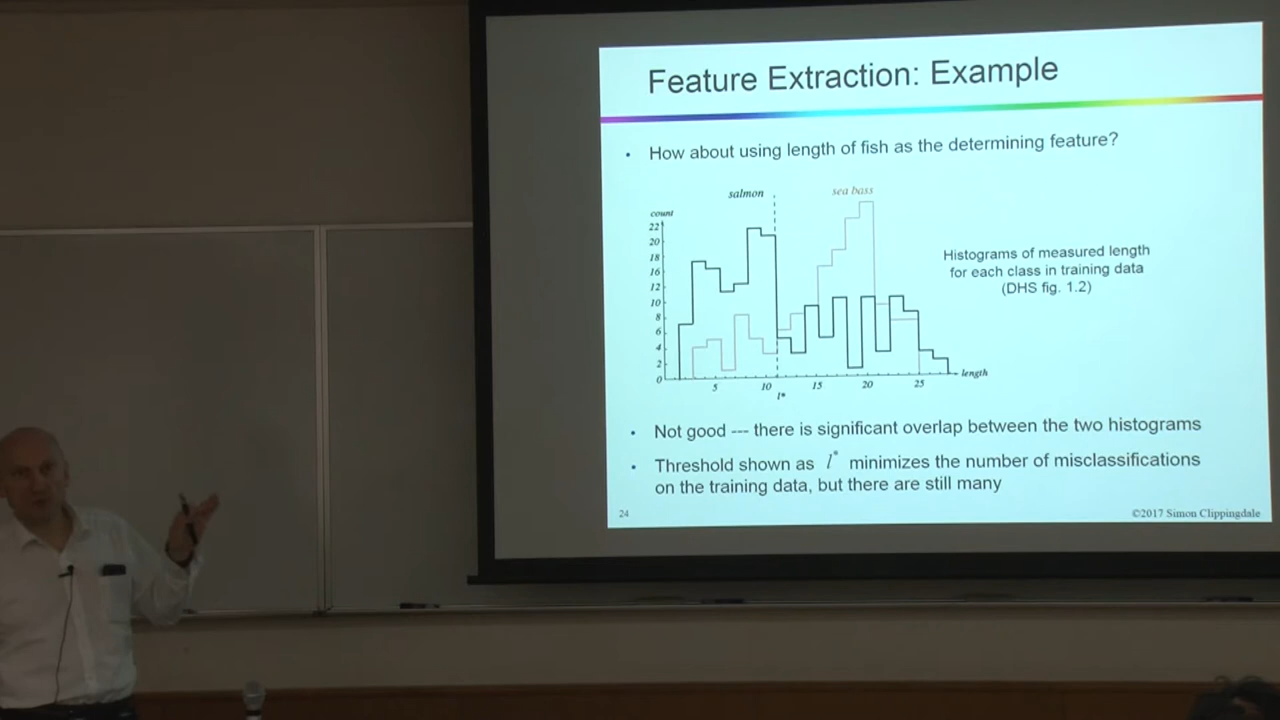 Feature Extraction: Example
• How about using length of fish as the determining feature?
salmon
sea bass
count
22
20
18
16
12
10
8
6
4
2
0
5
10
15
20
25
length
l*
Histograms of measured length
for each class in training data
(DHS fig. 1.2)
• Not good --- there is significant overlap between the two histograms
• Threshold shown as l* minimizes the number of misclassifications
on the training data, but there are still many
24
©2017 Simon Clippingdale